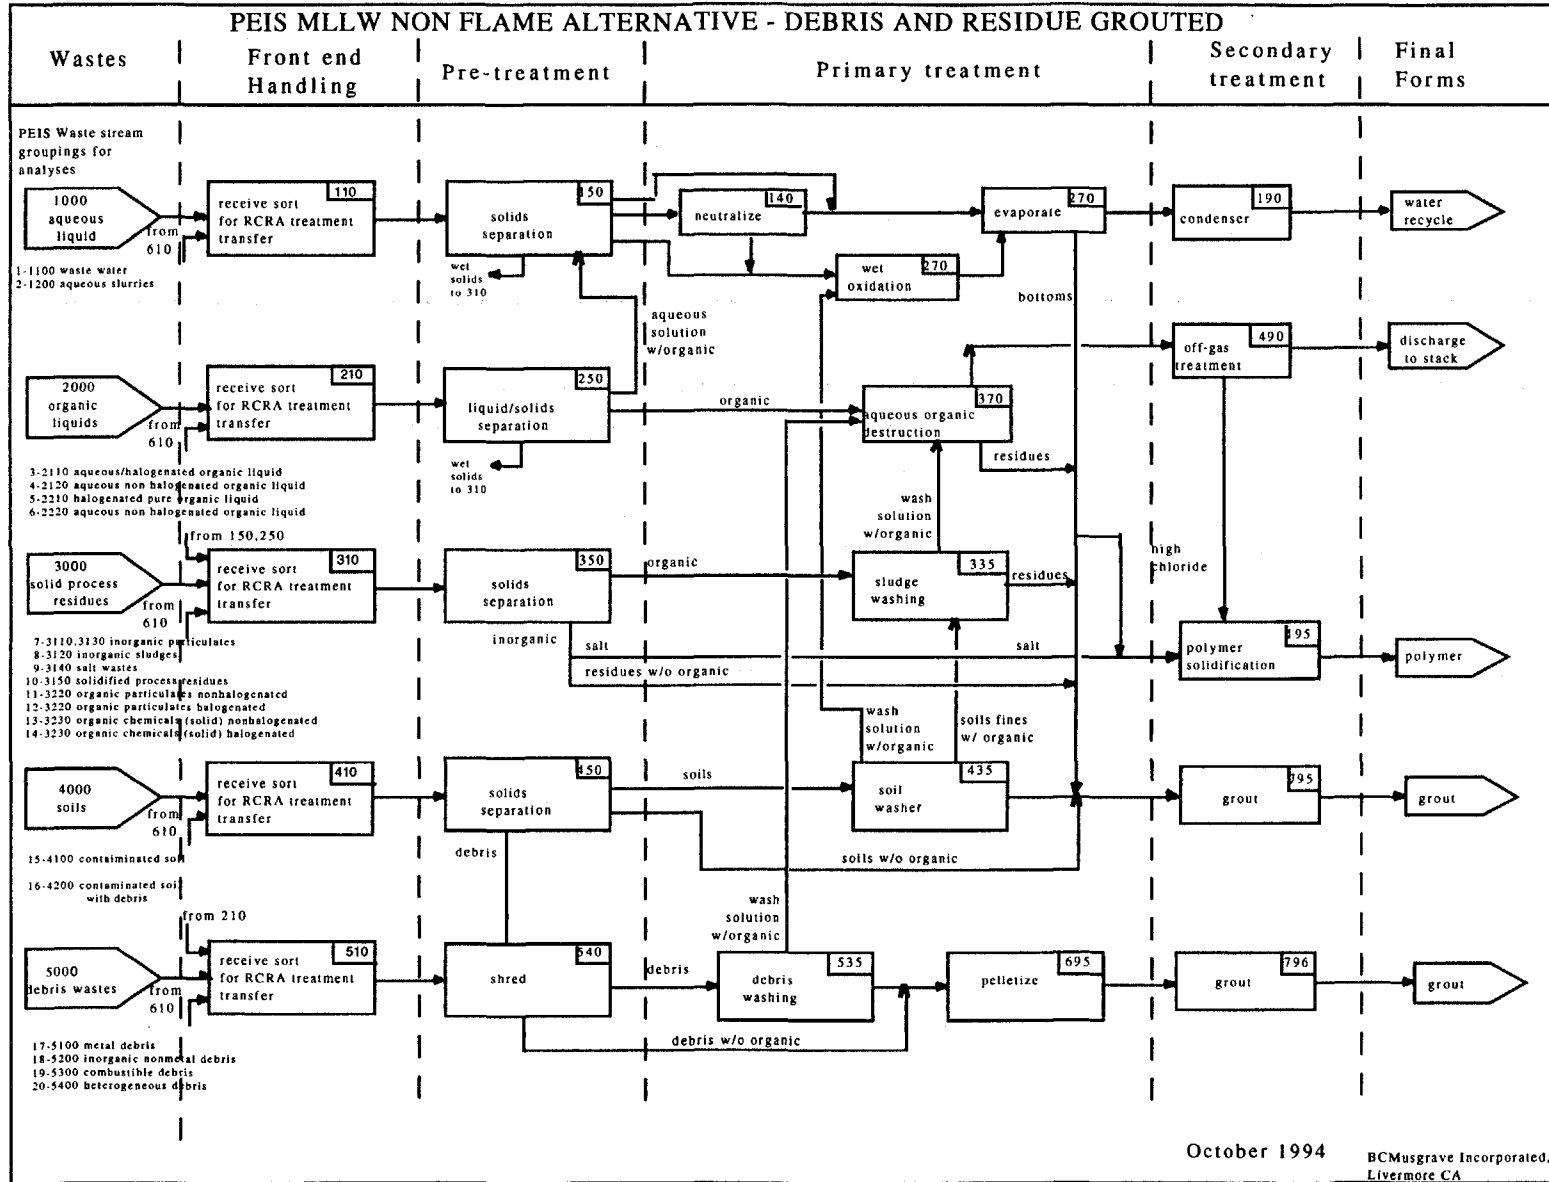 PEIS MLLW NON FLAME ALTERNATIVE - DEBRIS AND RESIDUE GROUTED
Wastes
Front end
Handling
Pre-treatment
Primary treatment
Secondary
treatment
Final
Forms
PEIS Waste stream
groupings for
analyses
1000
aqueous
liquid
from
610
1-1100 waste water
2-1200 aqueous slurries
110
receive sort
for RCRA treatment
transfer
150
solids
separation
wet
solids
to 310
140
neutralize
270
evaporate
270
wet
oxidation
bottoms
190
condenser
water
recycle
aqueous
solution
w/organic
2000
organic
liquids
from
610
3-2110 aqueous/halogenated organic liquid
4-2120 aqueous non halogenated organic liquid
5-2210 halogenated pure organic liquid
6-2220 aqueous non halogenated organic liquid
210
receive sort
for RCRA treatment
transfer
250
liquid/solids
separation
wet
solids
to 310
organic
370
aqueous organic
destruction
residues
490
off-gas
treatment
discharge
to stack
wash
solution
w/organic
high
chloride
from 150,250
3000
solid process
residues
from
610
7-3110.3130 inorganic particulates
8-3120 inorganic sludges
9-3140 salt wastes
10-3150 solidified process residues
11-3220 organic particulates nonhalogenated
12-3220 organic particulates halogenated
13-3230 organic chemicals (solid) nonhalogenated
14-3230 organic chemicals (solid) halogenated
310
receive sort
for RCRA treatment
transfer
350
solids
separation
organic
inorganic
salt
salt
residues w/o organic
335
sludge
washing
residues
195
polymer
solidification
polymer
wash
solution
w/organic
soils fines
w/ organic
4000
soils
from
610
15-4100 contaiminated soil
16-4200 contaminated soil
with debris
410
receive sort
for RCRA treatment
transfer
450
solids
separation
soils
debris
soils w/o organic
435
soil
washer
795
grout
grout
wash
solution
w/organic
from 210
5000
debris wastes
from
610
17-5100 metal debris
18-5200 inorganic nonmetal debris
19-5300 combustible debris
20-5400 heterogeneous debris
510
receive sort
for RCRA treatment
transfer
540
shred
debris
debris w/o organic
535
debris
washing
695
pelletize
796
grout
grout
October 1994
BCMusgrave Incorporated,
Livermore CA